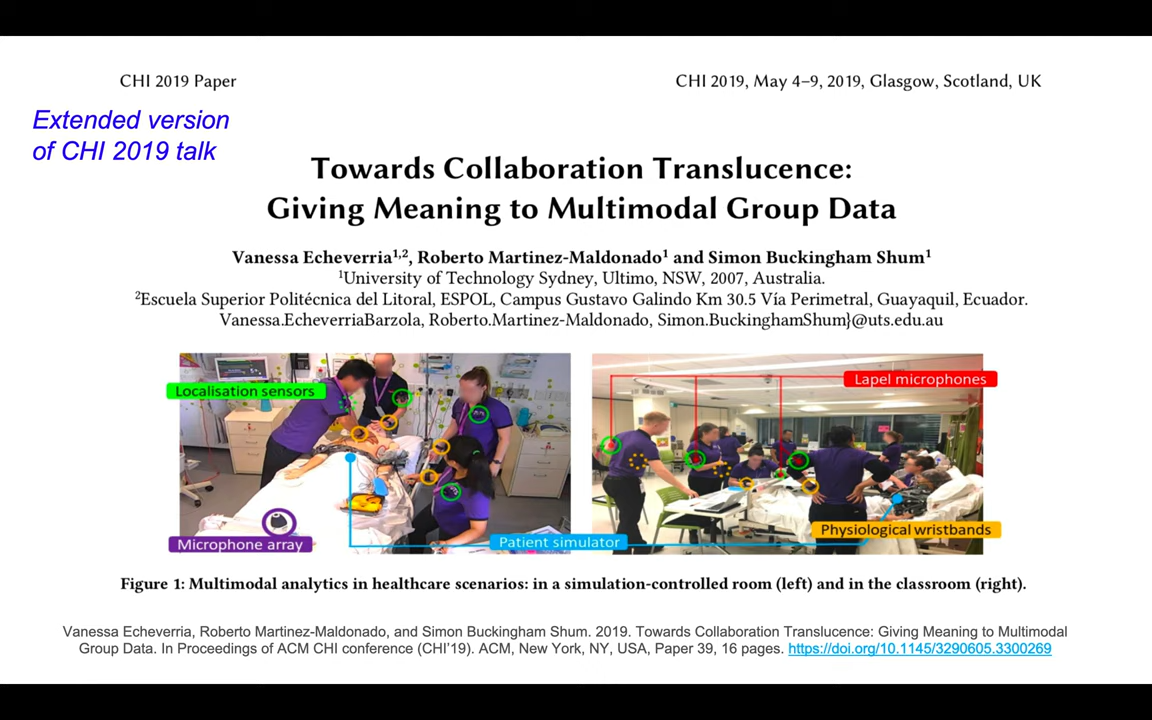 CHI 2019 Paper
CHI 2019, May 4–9, 2019, Glasgow, Scotland, UK
Extended version
of CHI 2019 talk
Towards Collaboration Translucence:
Giving Meaning to Multimodal Group Data
Vanessa Echeverria1,2, Roberto Martinez-Maldonado1 and Simon Buckingham Shum1
1University of Technology Sydney, Ultimo, NSW, 2007, Australia.
2Escuela Superior Politécnica del Litoral, ESPOL, Campus Gustavo Galindo Km 30.5 Vía Perimetral, Guayaquil, Ecuador.
Vanessa.EcheverriaBarzola, Roberto.Martinez-Maldonado, Simon.BuckinghamShum}@uts.edu.au
Localisation sensors
Lapel microphones
Microphone array
Patient simulator
Physiological wristbands
Figure 1: Multimodal analytics in healthcare scenarios: in a simulation-controlled room (left) and in the classroom (right).
Vanessa Echeverria, Roberto Martinez-Maldonado, and Simon Buckingham Shum. 2019. Towards Collaboration Translucence: Giving Meaning to Multimodal
Group Data. In Proceedings of ACM CHI conference (CHI'19). ACM, New York, NY, USA, Paper 39, 16 pages. https://doi.org/10.1145/3290605.3300269